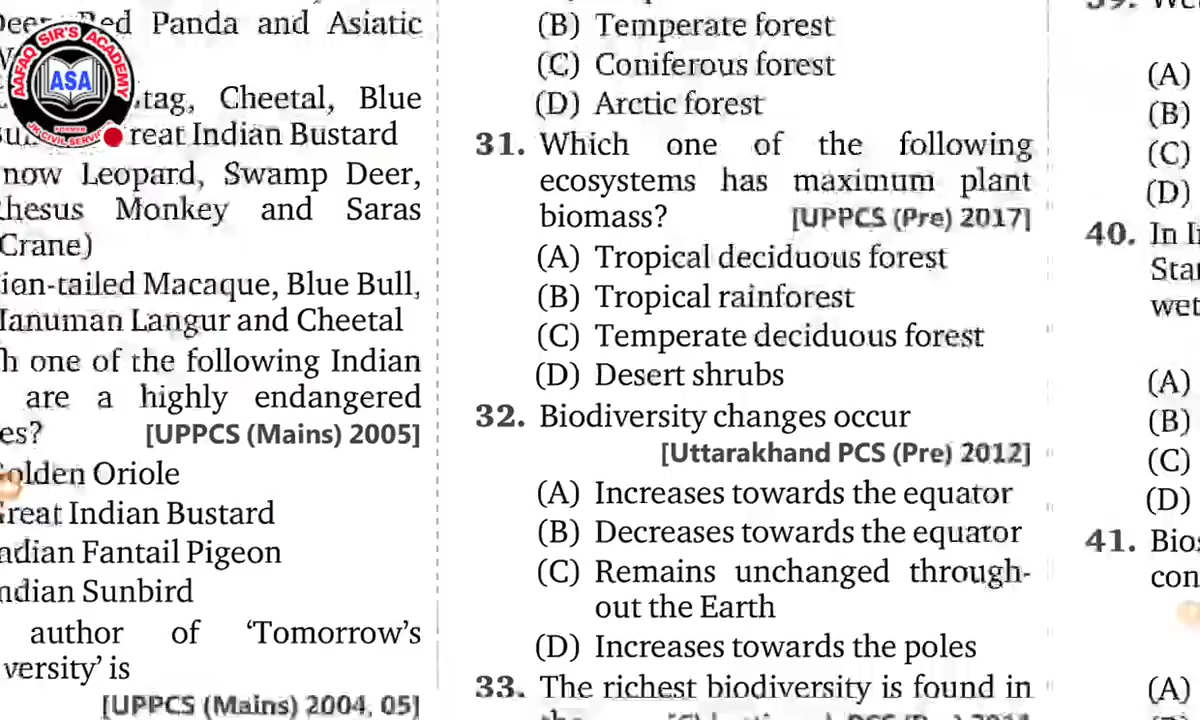 Red Panda and Asiatic
AAFAQ SIR'S ACADEMY
ASA
JK CIVIL SERVICES
Cheetal, Blue
reat Indian Bustard
now Leopard, Swamp Deer,
hesus Monkey and Saras
Crane)
ion-tailed Macaque, Blue Bull,
Hanuman Langur and Cheetal
h one of the following Indian
are a highly endangered
es? [UPPCS (Mains) 2005]
Golden Oriole
Great Indian Bustard
ndian Fantail Pigeon
ndian Sunbird
author of ‘Tomorrow’s
versity’ is
[UPPCS (Mains) 2004, 05]
(B) Temperate forest
(C) Coniferous forest
(D) Arctic forest
31. Which one of the following
ecosystems has maximum plant
biomass? [UPPCS (Pre) 2017]
(A) Tropical deciduous forest
(B) Tropical rainforest
(C) Temperate deciduous forest
(D) Desert shrubs
32. Biodiversity changes occur
[Uttarakhand PCS (Pre) 2012]
(A) Increases towards the equator
(B) Decreases towards the equator
(C) Remains unchanged through-
out the Earth
(D) Increases towards the poles
33. The richest biodiversity is found in
(A)
(B)
(C)
(D)
40. In
wet
(A)
(B)
(C)
(D)
41.
con
(A)